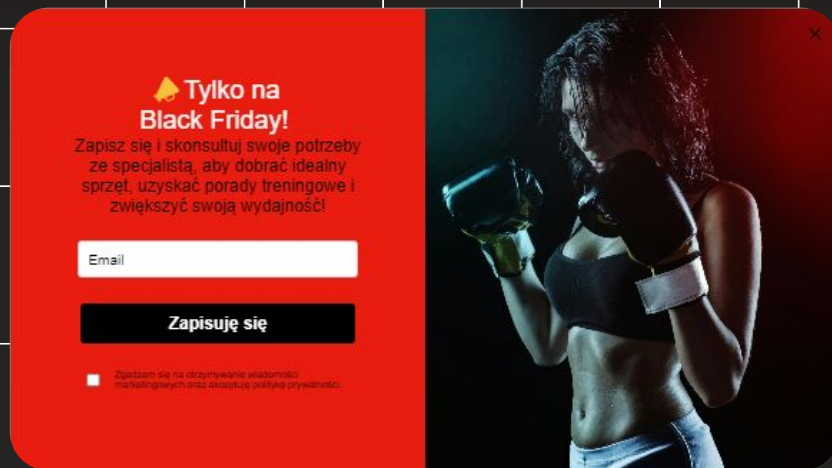 📣 Tylko na
Black Friday!
Zapisz się i skonsultuj swoje potrzeby
ze specjalistą, aby dobrać idealny
sprzęt, uzyskać porady treningowe i
zwiększyć swoją wydajność!
Email
Zapisuję się
Zgadzam się na otrzymywanie wiadomości
marketingowych oraz akceptuję politykę prywatności.